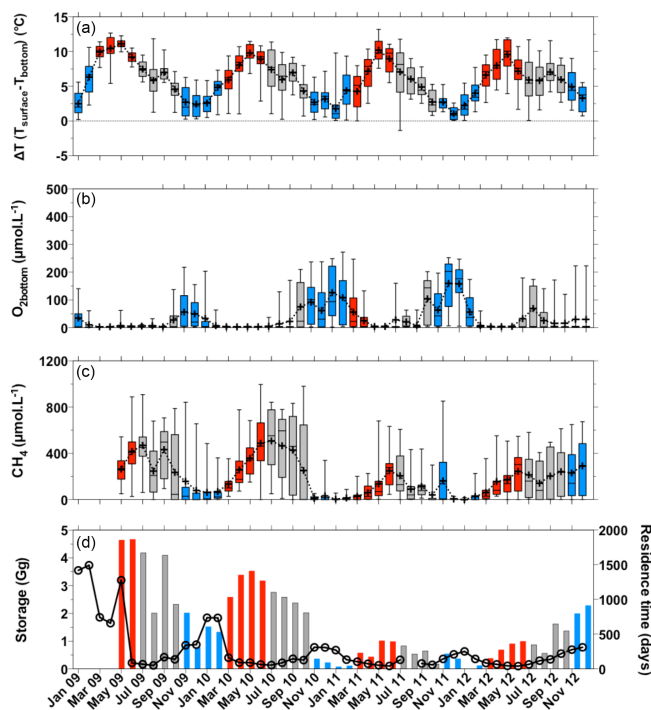 (a)
ΔT (Tsurface-Tbottom) (°C)
15
10
5
0
-5
(b)
O2bottom (µmol.L-1)
500
400
300
200
100
0
(c)
CH4 (µmol.L-1)
1200
800
400
0
(d)
Storage (Gg)
5
4
3
2
1
0
Residence time (days)
2000
1500
1000
500
0
Jan 09
Mar 09
May 09
Jul 09
Sep 09
Nov 09
Jan 10
Mar 10
May 10
Jul 10
Sep 10
Nov 10
Jan 11
Mar 11
May 11
Jul 11
Sep 11
Nov 11
Jan 12
Mar 12
May 12
Jul 12
Sep 12
Nov 12